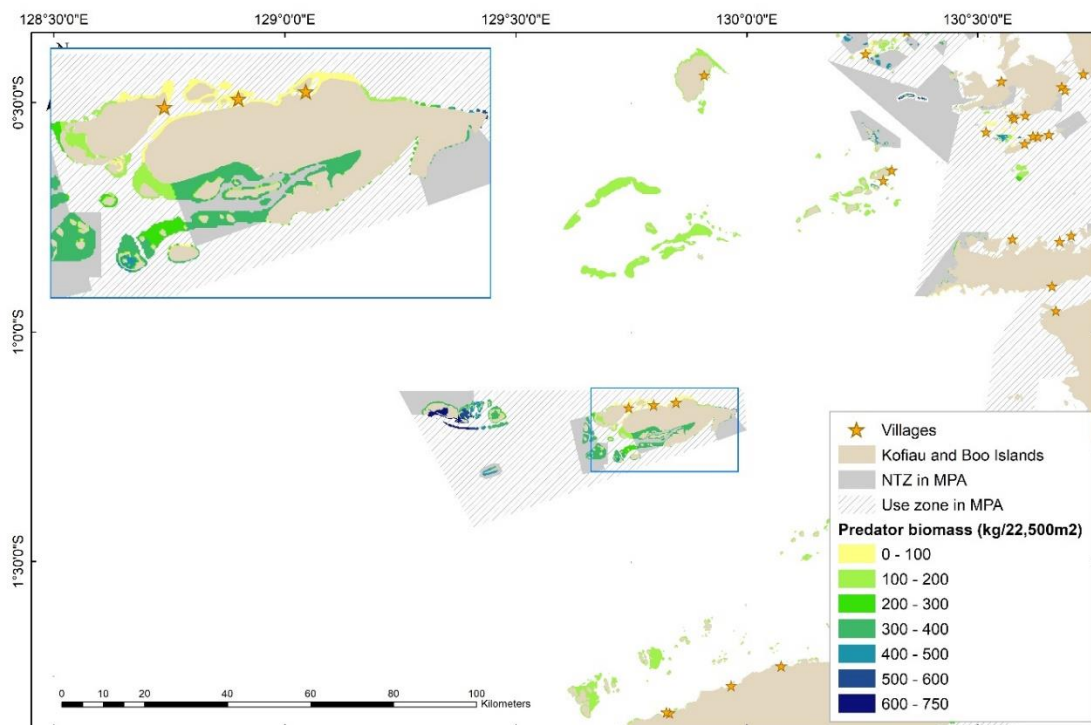 128°30'0"E 129°0'0"E 129°30'0"E 130°0'0"E 130°30'0"E
0°30'0"S
1°0'0"S
1°30'0"S
Villages
Kofiau and Boo Islands
NTZ in MPA
Use zone in MPA
Predator biomass (kg/22,500m2)
0 - 100
100 - 200
200 - 300
300 - 400
400 - 500
500 - 600
600 - 750
0 10 20 40 60 80 100
Kilometers